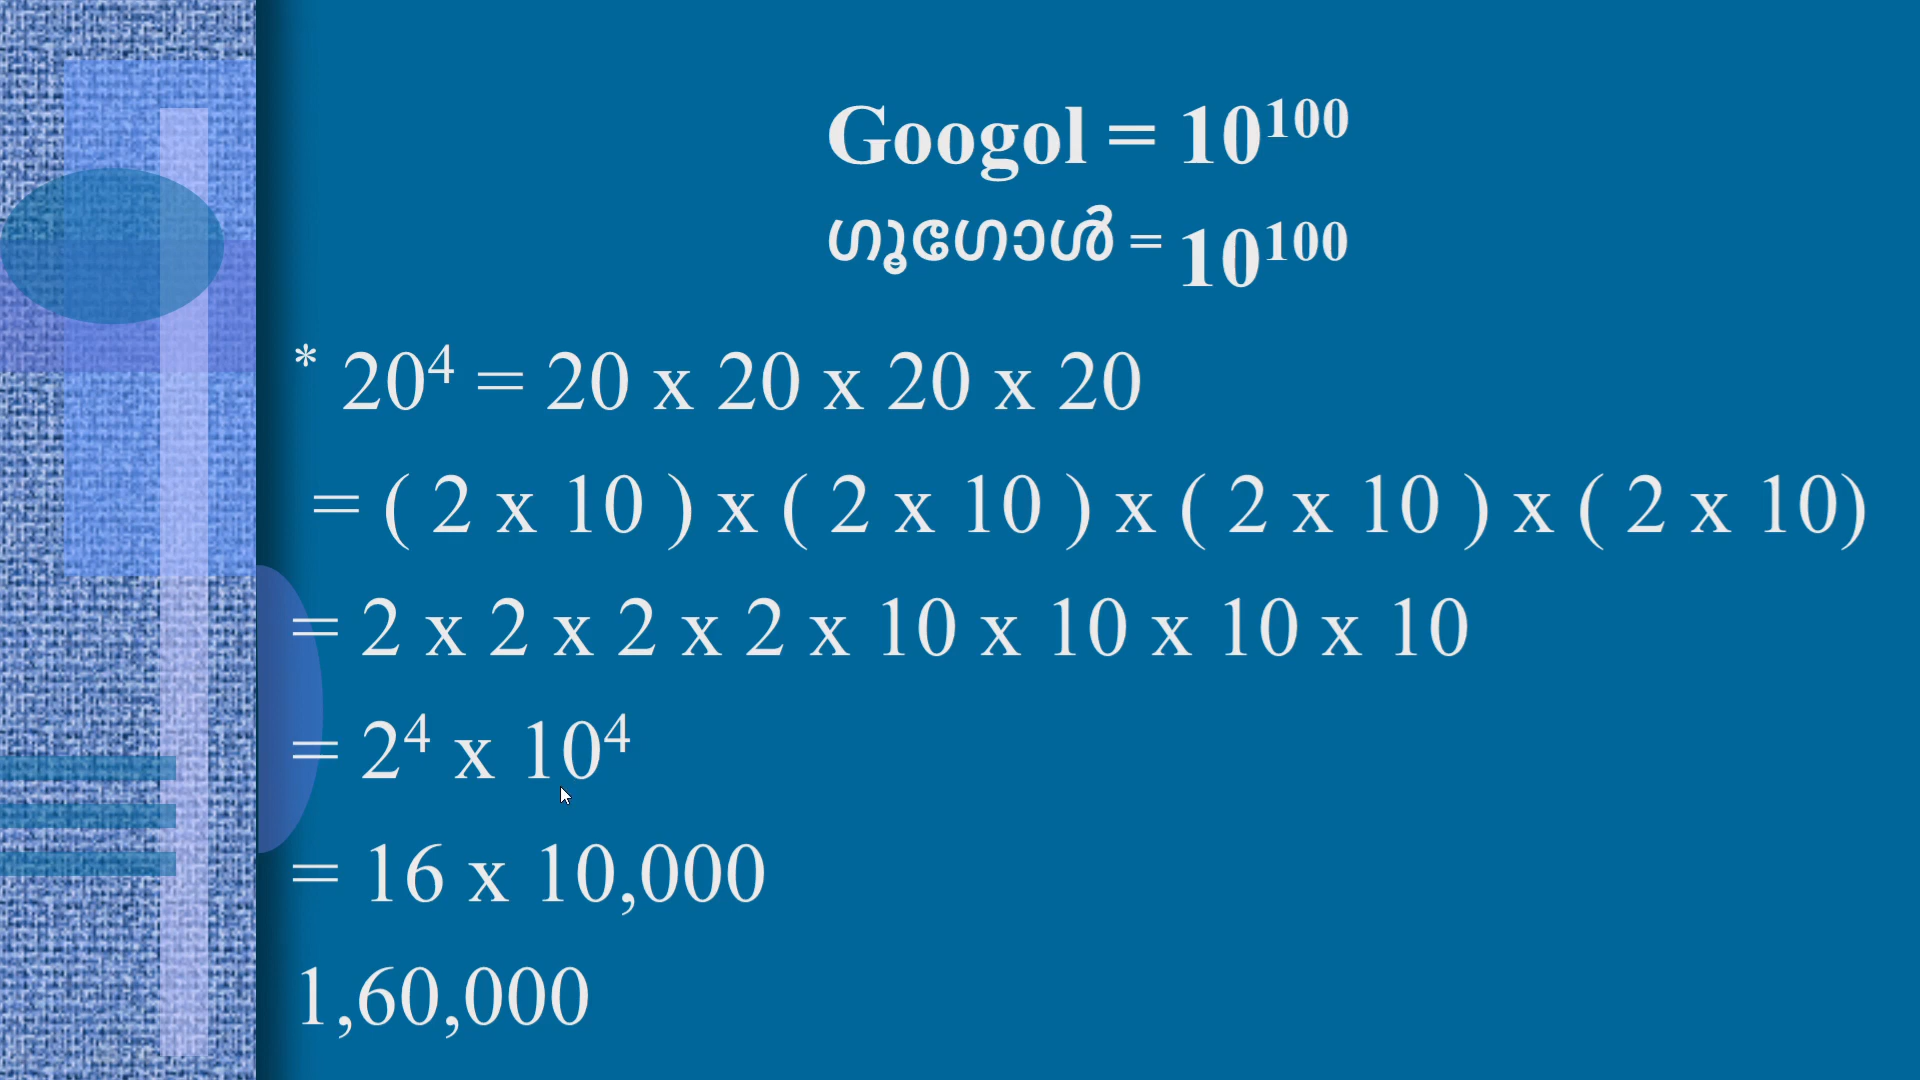 Googol = 10¹⁰⁰
ഗൂഗോൾ = 10¹⁰⁰
* 20⁴ = 20 x 20 x 20 x 20
= ( 2 x 10 ) x ( 2 x 10 ) x ( 2 x 10 ) x ( 2 x 10)
= 2 x 2 x 2 x 2 x 10 x 10 x 10 x 10
= 2⁴ x 10⁴
= 16 x 10,000
1,60,000